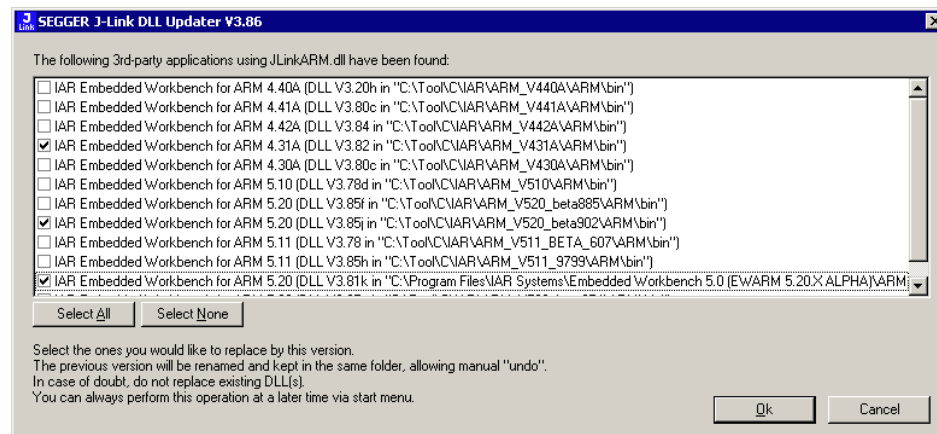 J Link SEGGER J-Link DLL Updater V3.86
The following 3rd-party applications using JLinkARM.dll have been found:
IAR Embedded Workbench for ARM 4.40A (DLL V3.20h in "C:\Tool\C\IAR\ARM_V440A\ARM\bin")
IAR Embedded Workbench for ARM 4.41A (DLL V3.80c in "C:\Tool\C\IAR\ARM_V441A\ARM\bin")
IAR Embedded Workbench for ARM 4.42A (DLL V3.84 in "C:\Tool\C\IAR\ARM_V442A\ARM\bin")
IAR Embedded Workbench for ARM 4.31A (DLL V3.82 in "C:\Tool\C\IAR\ARM_V431A\ARM\bin")
IAR Embedded Workbench for ARM 4.30A (DLL V3.80c in "C:\Tool\C\IAR\ARM_V430A\ARM\bin")
IAR Embedded Workbench for ARM 5.10 (DLL V3.78d in "C:\Tool\C\IAR\ARM_V510\ARM\bin")
IAR Embedded Workbench for ARM 5.20 (DLL V3.85f in "C:\Tool\C\IAR\ARM_V520_beta885\ARM\bin")
IAR Embedded Workbench for ARM 5.20 (DLL V3.85j in "C:\Tool\C\IAR\ARM_V520_beta902\ARM\bin")
IAR Embedded Workbench for ARM 5.11 (DLL V3.78 in "C:\Tool\C\IAR\ARM_V511_BETA_607\ARM\bin")
IAR Embedded Workbench for ARM 5.11 (DLL V3.85h in "C:\Tool\C\IAR\ARM_V511_9799\ARM\bin")
IAR Embedded Workbench for ARM 5.20 (DLL V3.81k in "C:\Program Files\IAR Systems\Embedded Workbench 5.0 (EWARM 5.20.X ALPHA)\ARM
Select All Select None
Select the ones you would like to replace by this version.
The previous version will be renamed and kept in the same folder, allowing manual "undo".
In case of doubt, do not replace existing DLL(s).
You can always perform this operation at a later time via start menu.
Ok Cancel